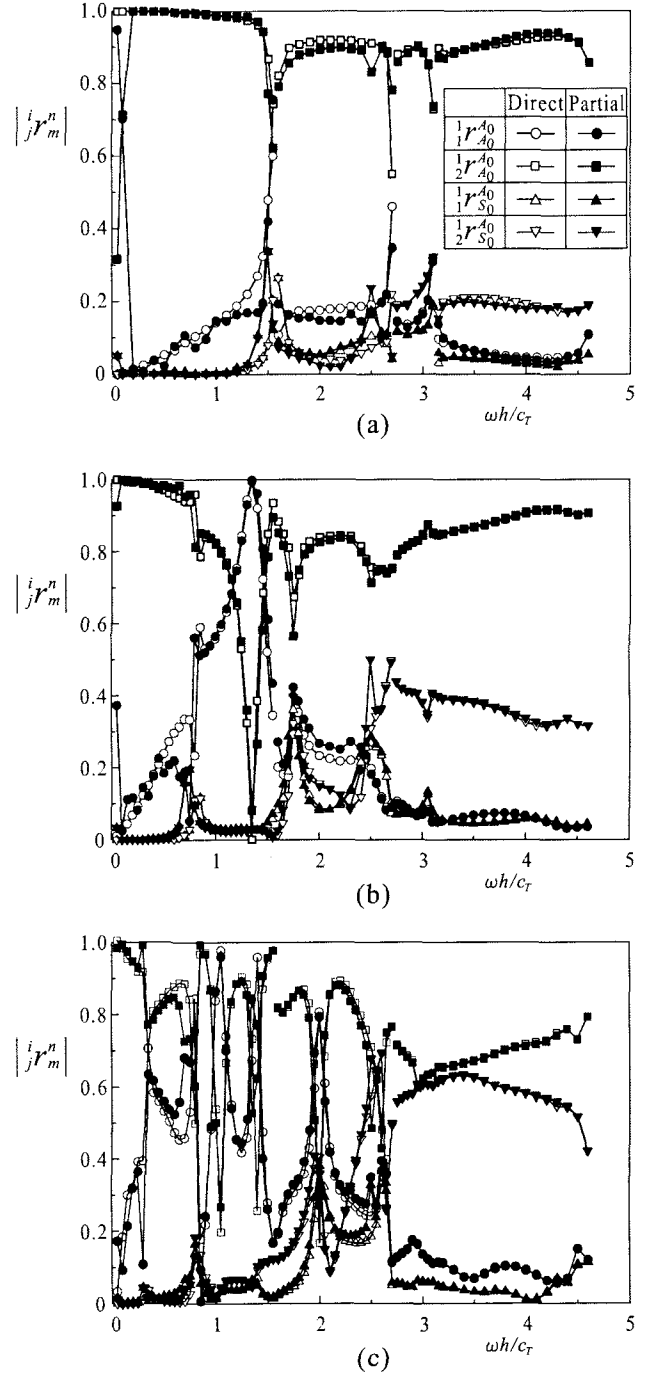 1.0
0.8
0.6
0.4
0.2
0
|ⁱⱼrₘⁿ|
Direct Partial
¹₁r^{A₀}_{A₀}
¹₂r^{A₀}_{A₀}
¹₁r^{A₀}_{S₀}
¹₂r^{A₀}_{S₀}
0 1 2 3 4 5
ωh/c_T
(a)
1.0
0.8
0.6
0.4
0.2
0
|ⁱⱼrₘⁿ|
0 1 2 3 4 5
ωh/c_T
(b)
1.0
0.8
0.6
0.4
0.2
0
|ⁱⱼrₘⁿ|
0 1 2 3 4 5
ωh/c_T
(c)